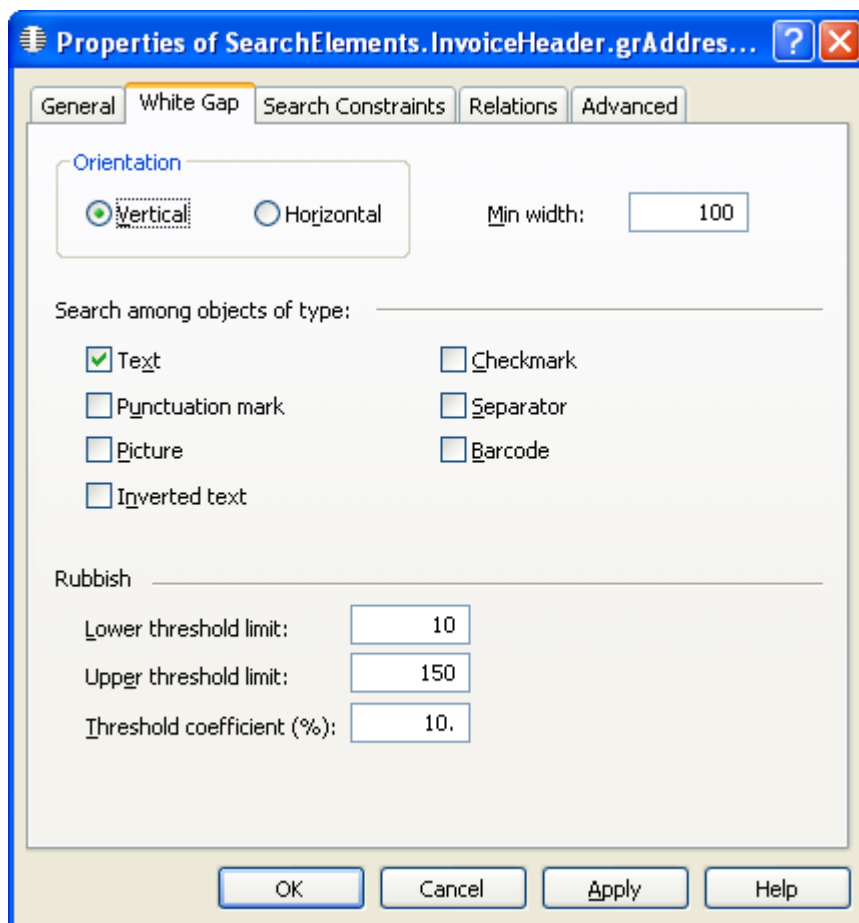 Properties of SearchElements.InvoiceHeader.grAddres...
General White Gap Search Constraints Relations Advanced
Orientation
Vertical Horizontal Min width: 100
Search among objects of type:
Text Checkmark
Punctuation mark Separator
Picture Barcode
Inverted text
Rubbish
Lower threshold limit: 10
Upper threshold limit: 150
Threshold coefficient (%): 10.
OK Cancel Apply Help